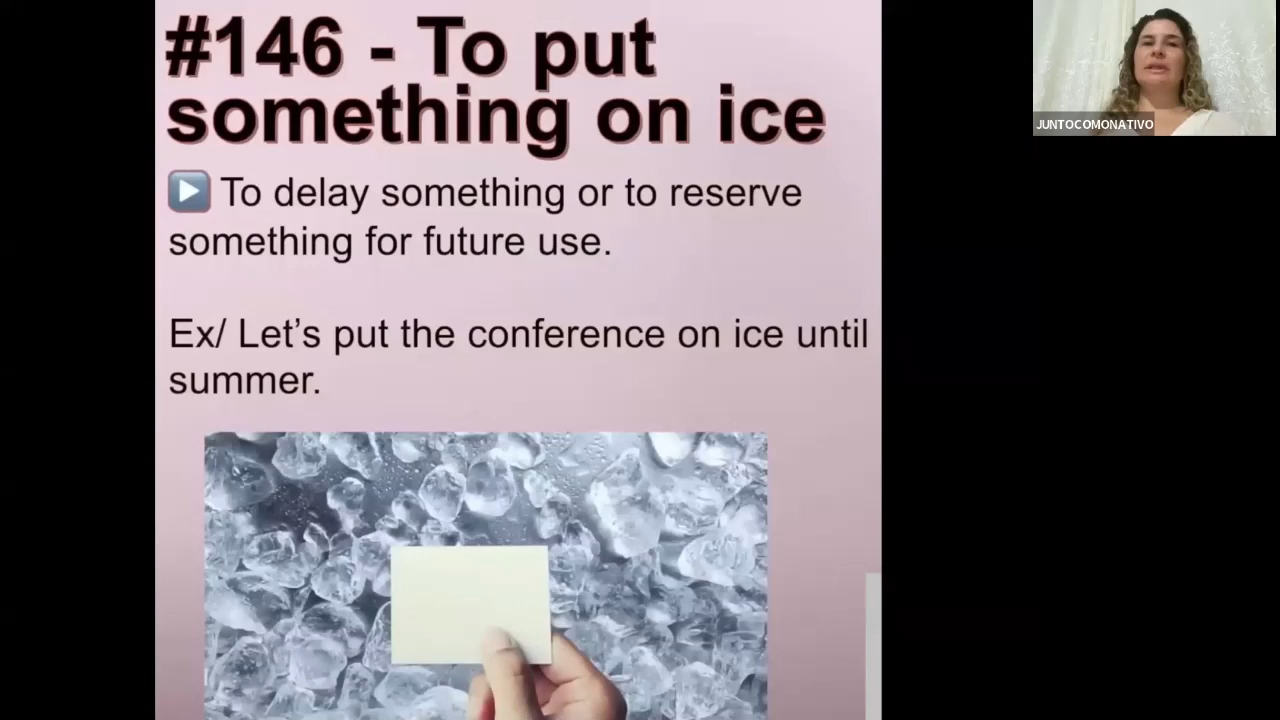 #146 - To put
something on ice
To delay something or to reserve
something for future use.
Ex/ Let’s put the conference on ice until
summer.
JUNTOCOMONATIVO